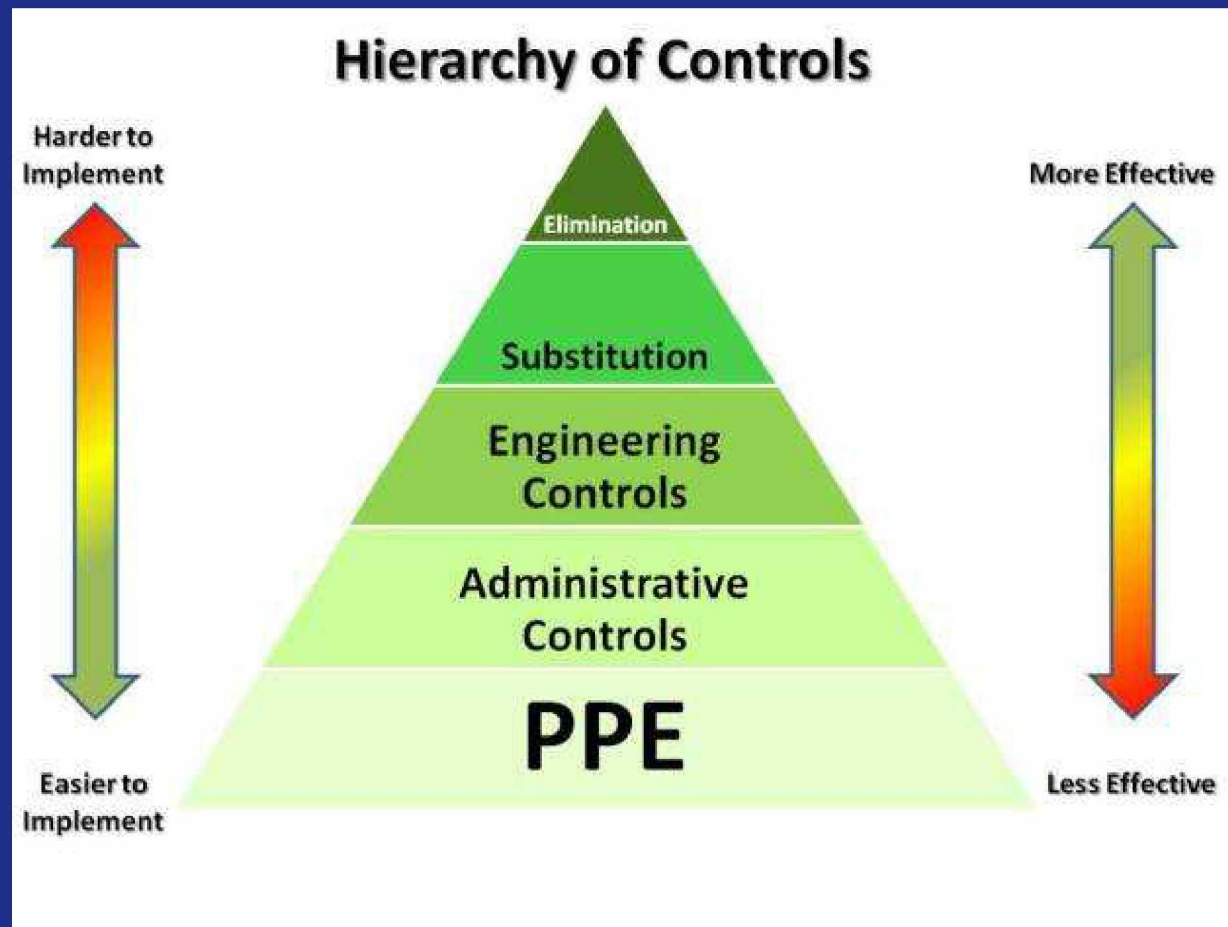 Hierarchy of Controls
Harder to
Implement
More Effective
Elimination
Substitution
Engineering
Controls
Administrative
Controls
PPE
Easier to
Implement
Less Effective